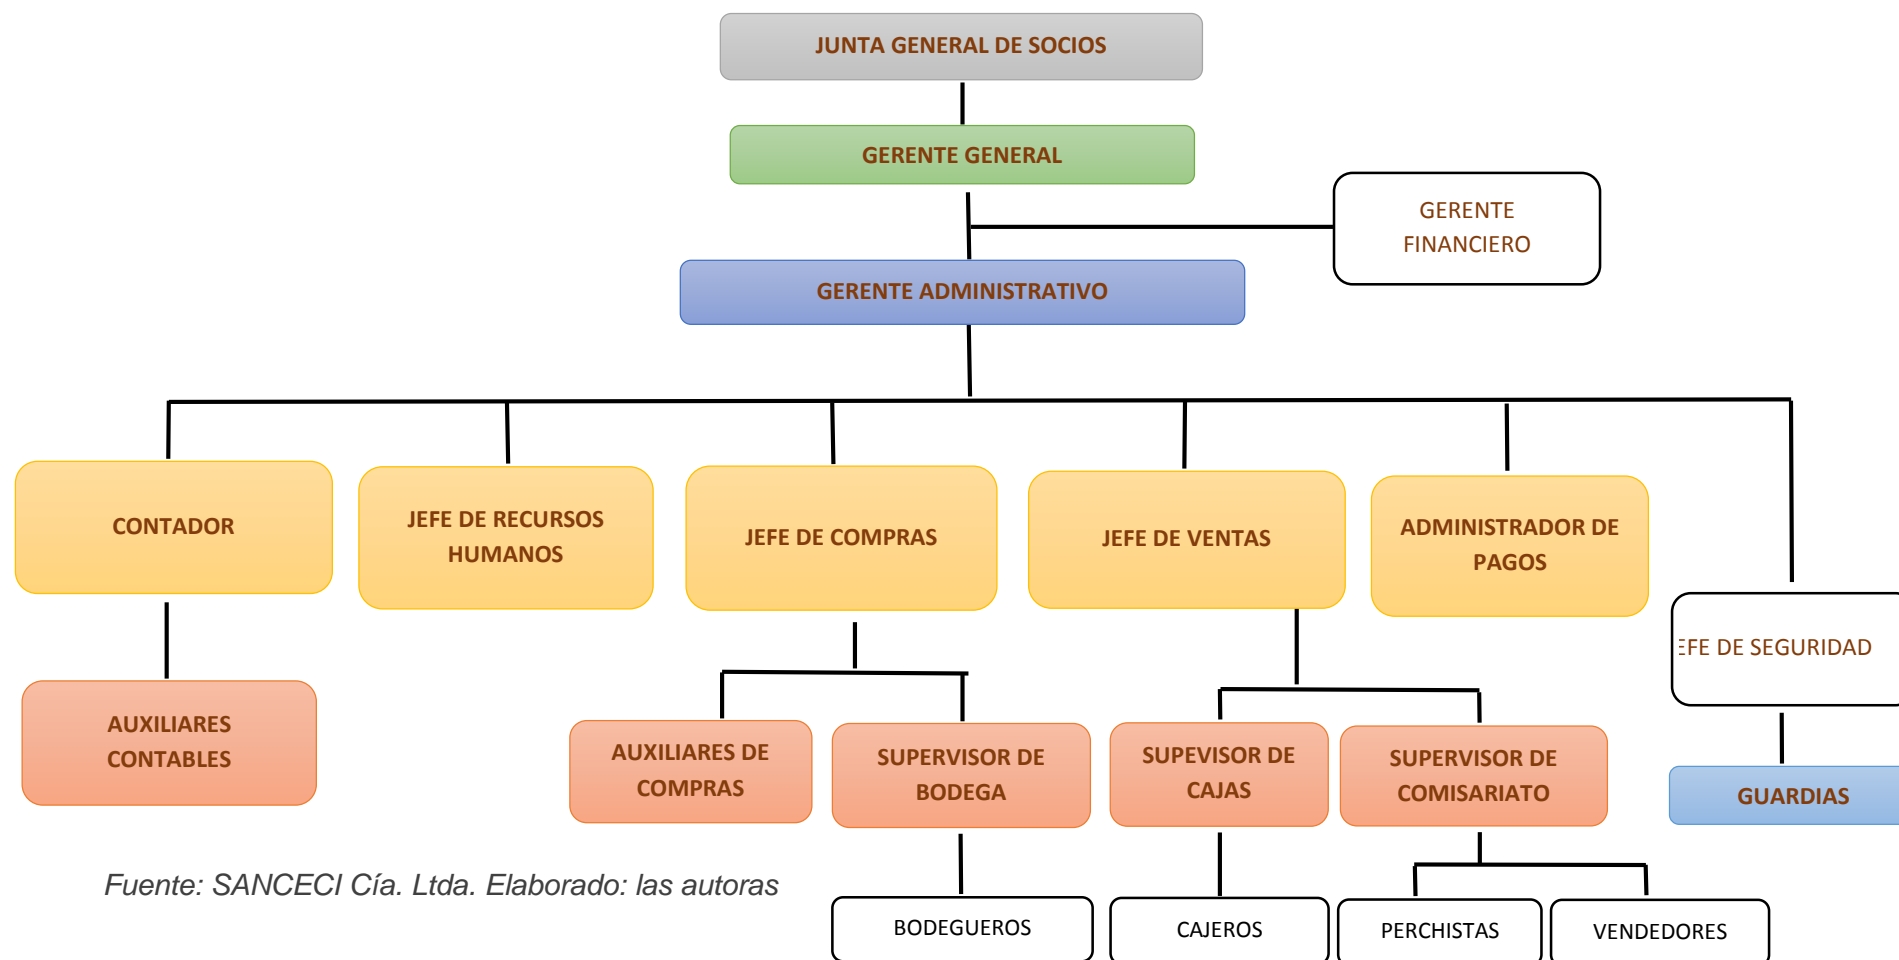 JUNTA GENERAL DE SOCIOS
GERENTE GENERAL
GERENTE
FINANCIERO
GERENTE ADMINISTRATIVO
CONTADOR
JEFE DE RECURSOS
HUMANOS
JEFE DE COMPRAS
JEFE DE VENTAS
ADMINISTRADOR DE
PAGOS
EFE DE SEGURIDAD
AUXILIARES
CONTABLES
AUXILIARES DE
COMPRAS
SUPERVISOR DE
BODEGA
SUPEVISOR DE
CAJAS
SUPERVISOR DE
COMISARIATO
GUARDIAS
Fuente: SANCECI Cía. Ltda. Elaborado: las autoras
BODEGUEROS
CAJEROS
PERCHISTAS
VENDEDORES